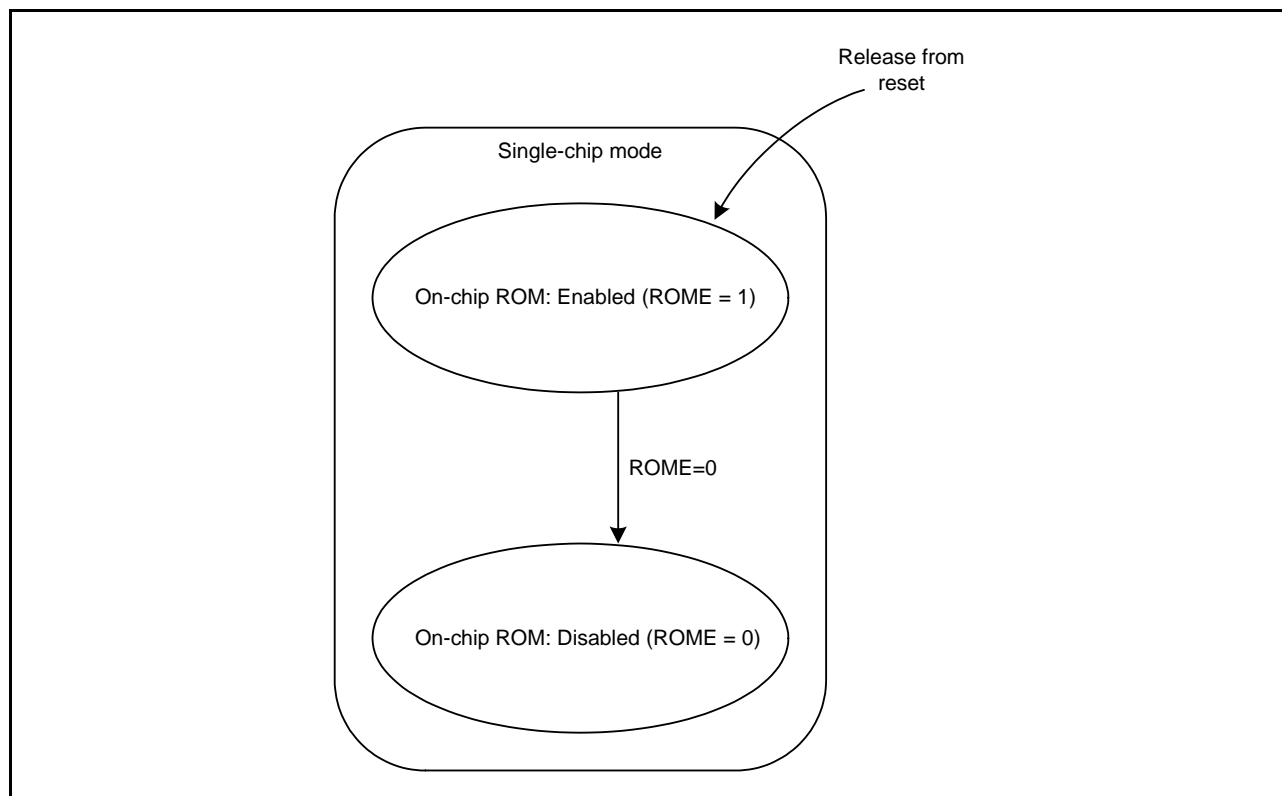 Release from
reset
Single-chip mode
On-chip ROM: Enabled (ROME = 1)
ROME=0
On-chip ROM: Disabled (ROME = 0)